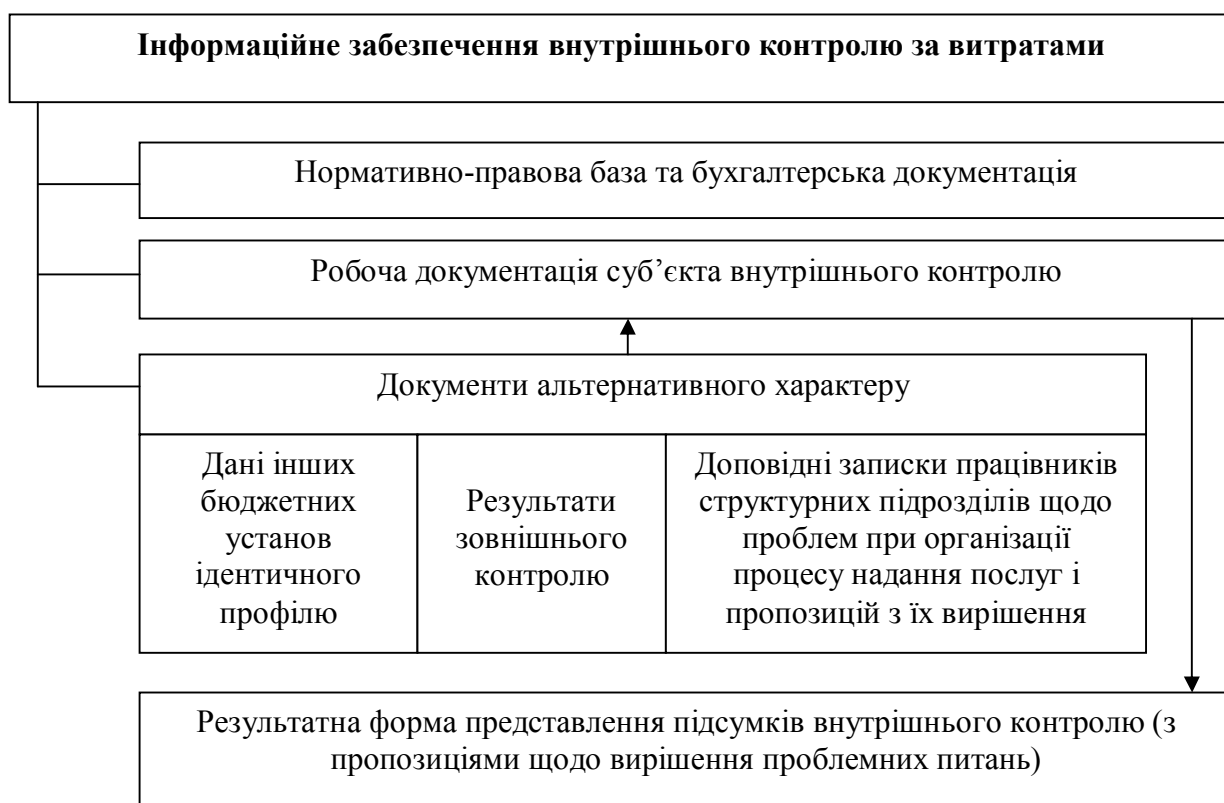 Інформаційне забезпечення внутрішнього контролю за витратами
Нормативно-правова база та бухгалтерська документація
Робоча документація суб’єкта внутрішнього контролю
Документи альтернативного характеру
Дані інших
бюджетних
установ
ідентичного
профілю
Результати
зовнішнього
контролю
Доповідні записки працівників
структурних підрозділів щодо
проблем при організації
процесу надання послуг і
пропозицій з їх вирішення
Результатна форма представлення підсумків внутрішнього контролю (з
пропозиціями щодо вирішення проблемних питань)